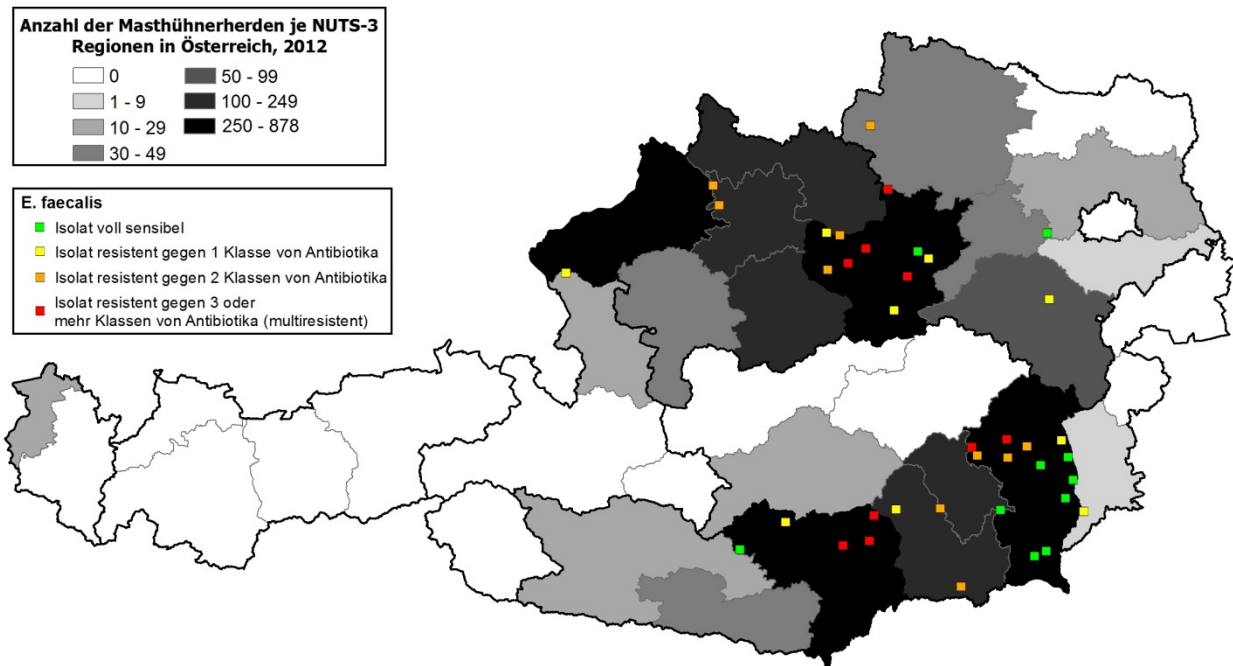 Anzahl der Masthühnerherden je NUTS-3
Regionen in Österreich, 2012
0
1 - 9
10 - 29
30 - 49
50 - 99
100 - 249
250 - 878
E. faecalis
Isolat voll sensibel
Isolat resistent gegen 1 Klasse von Antibiotika
Isolat resistent gegen 2 Klassen von Antibiotika
Isolat resistent gegen 3 oder
mehr Klassen von Antibiotika (multiresistent)